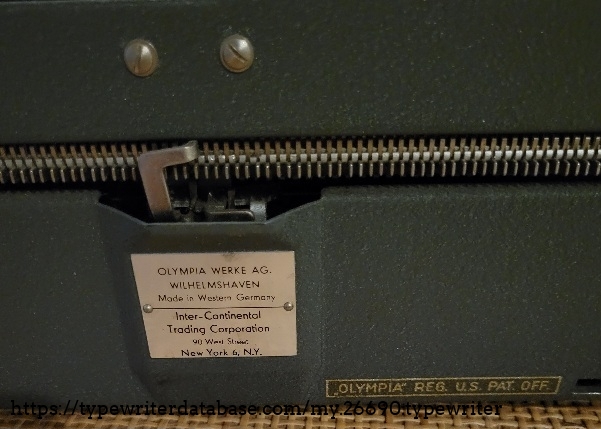 OLYMPIA WERKE AG.
WILHELMSHAVEN
Made in Western Germany
Inter-Continental
Trading Corporation
90 West Street
New York 6, N.Y.
"OLYMPIA" REG. U.S. PAT. OFF.
https://typewriterdatabase.com/my.26690.typewriter